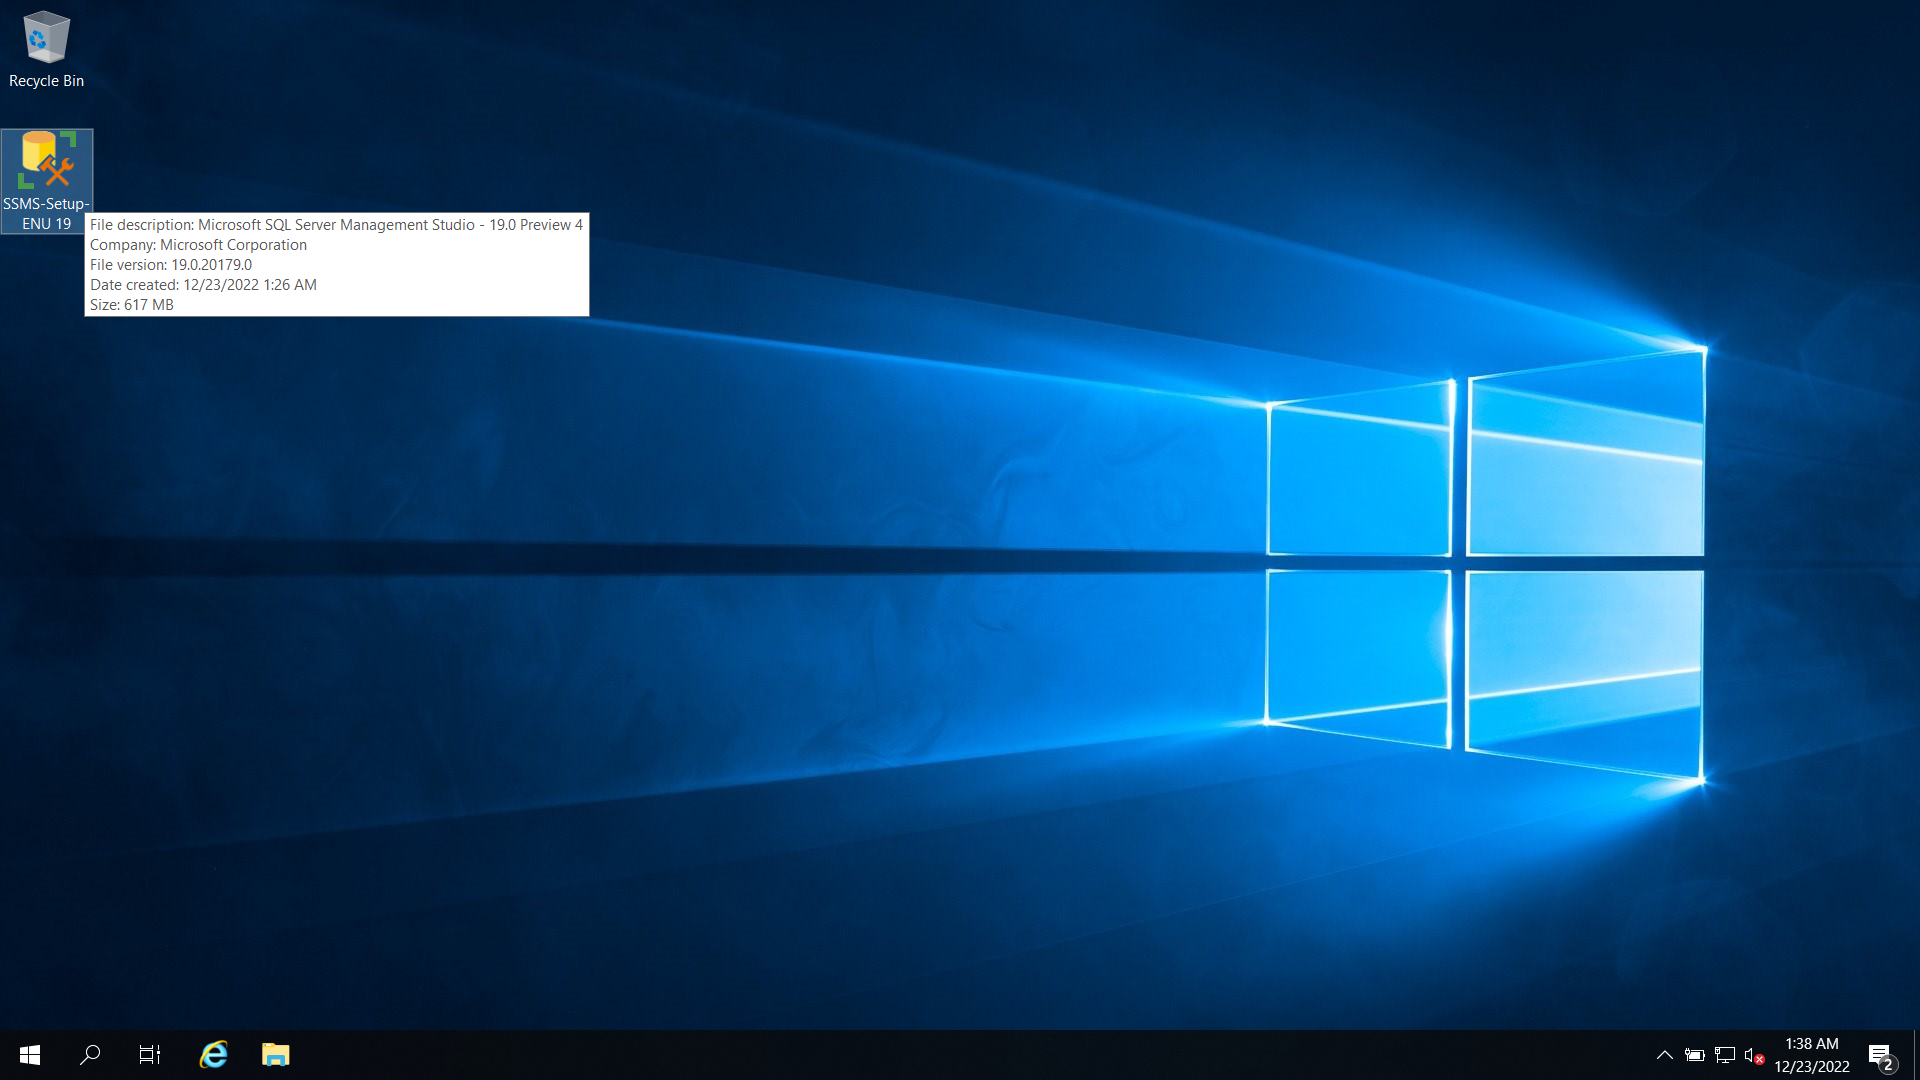 Recycle Bin
SSMS-Setup-
ENU 19
File description: Microsoft SQL Server Management Studio - 19.0 Preview 4
Company: Microsoft Corporation
File version: 19.0.20179.0
Date created: 12/23/2022 1:26 AM
Size: 617 MB
1:38 AM
12/23/2022
2